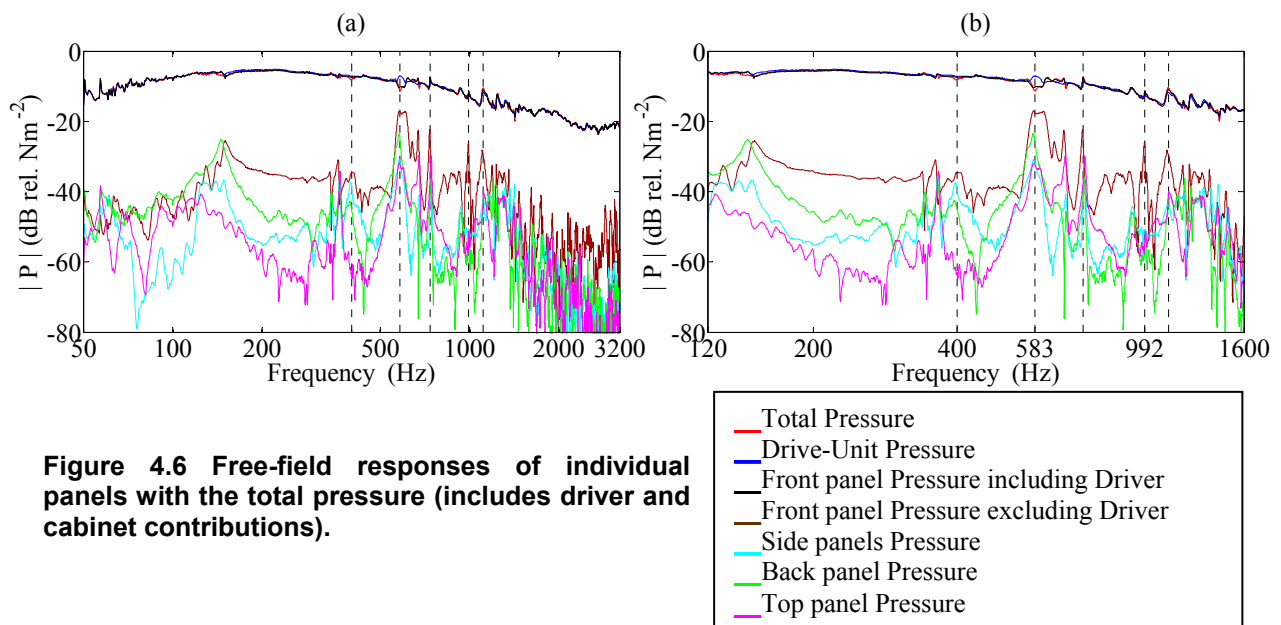 (a)
(b)
0
-20
-40
-60
-80
| P | (dB rel. Nm-2)
50 100 200 500 1000 2000 3200
Frequency (Hz)
0
-20
-40
-60
-80
| P | (dB rel. Nm-2)
120 200 400 583 992 1600
Frequency (Hz)
Total Pressure
Drive-Unit Pressure
Front panel Pressure including Driver
Front panel Pressure excluding Driver
Side panels Pressure
Back panel Pressure
Top panel Pressure
Figure 4.6 Free-field responses of individual
panels with the total pressure (includes driver and
cabinet contributions).